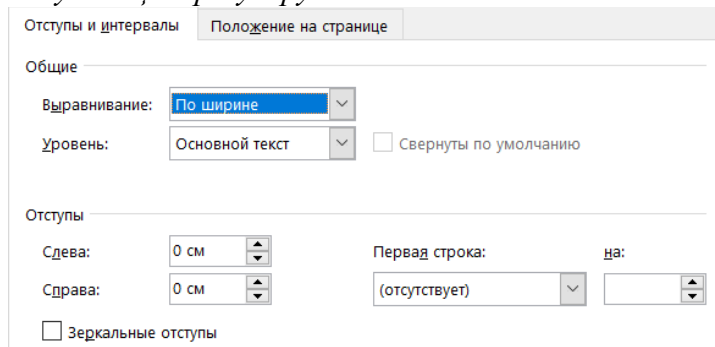 Отступы и интервалы Положение на странице
Общие
Выравнивание: По ширине
Уровень: Основной текст Свернуты по умолчанию
Отступы
Слева: 0 см Первая строка: на:
Справа: 0 см (отсутствует)
Зеркальные отступы